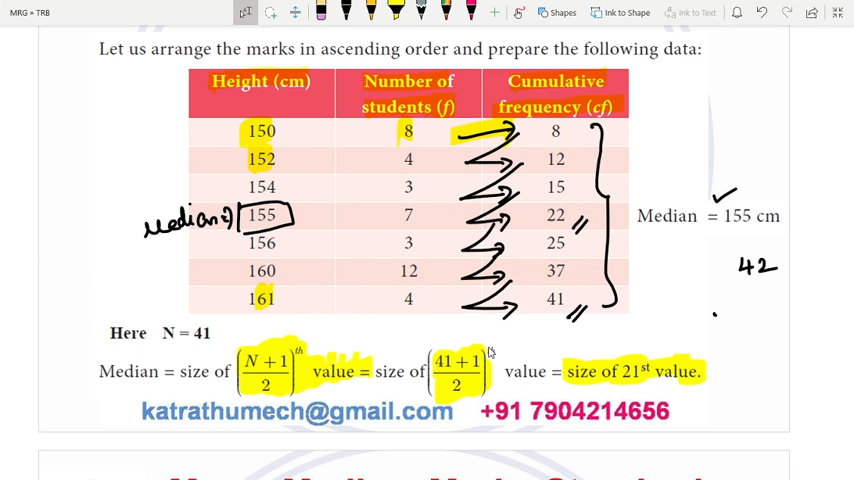 MRG » TRB
Shapes
Ink to Shape
Ink to Text
Let us arrange the marks in ascending order and prepare the following data:
Height (cm) Number of students (f) Cumulative frequency (cf)
150 8 8
152 4 12
154 3 15
Median ⇒ 155 7 22
156 3 25
160 12 37
161 4 41
Median = 155 cm
42
Here N = 41
Median = size of (N + 1 / 2)th value = size of (41 + 1 / 2) value = size of 21st value.
katrathumech@gmail.com +91 7904214656